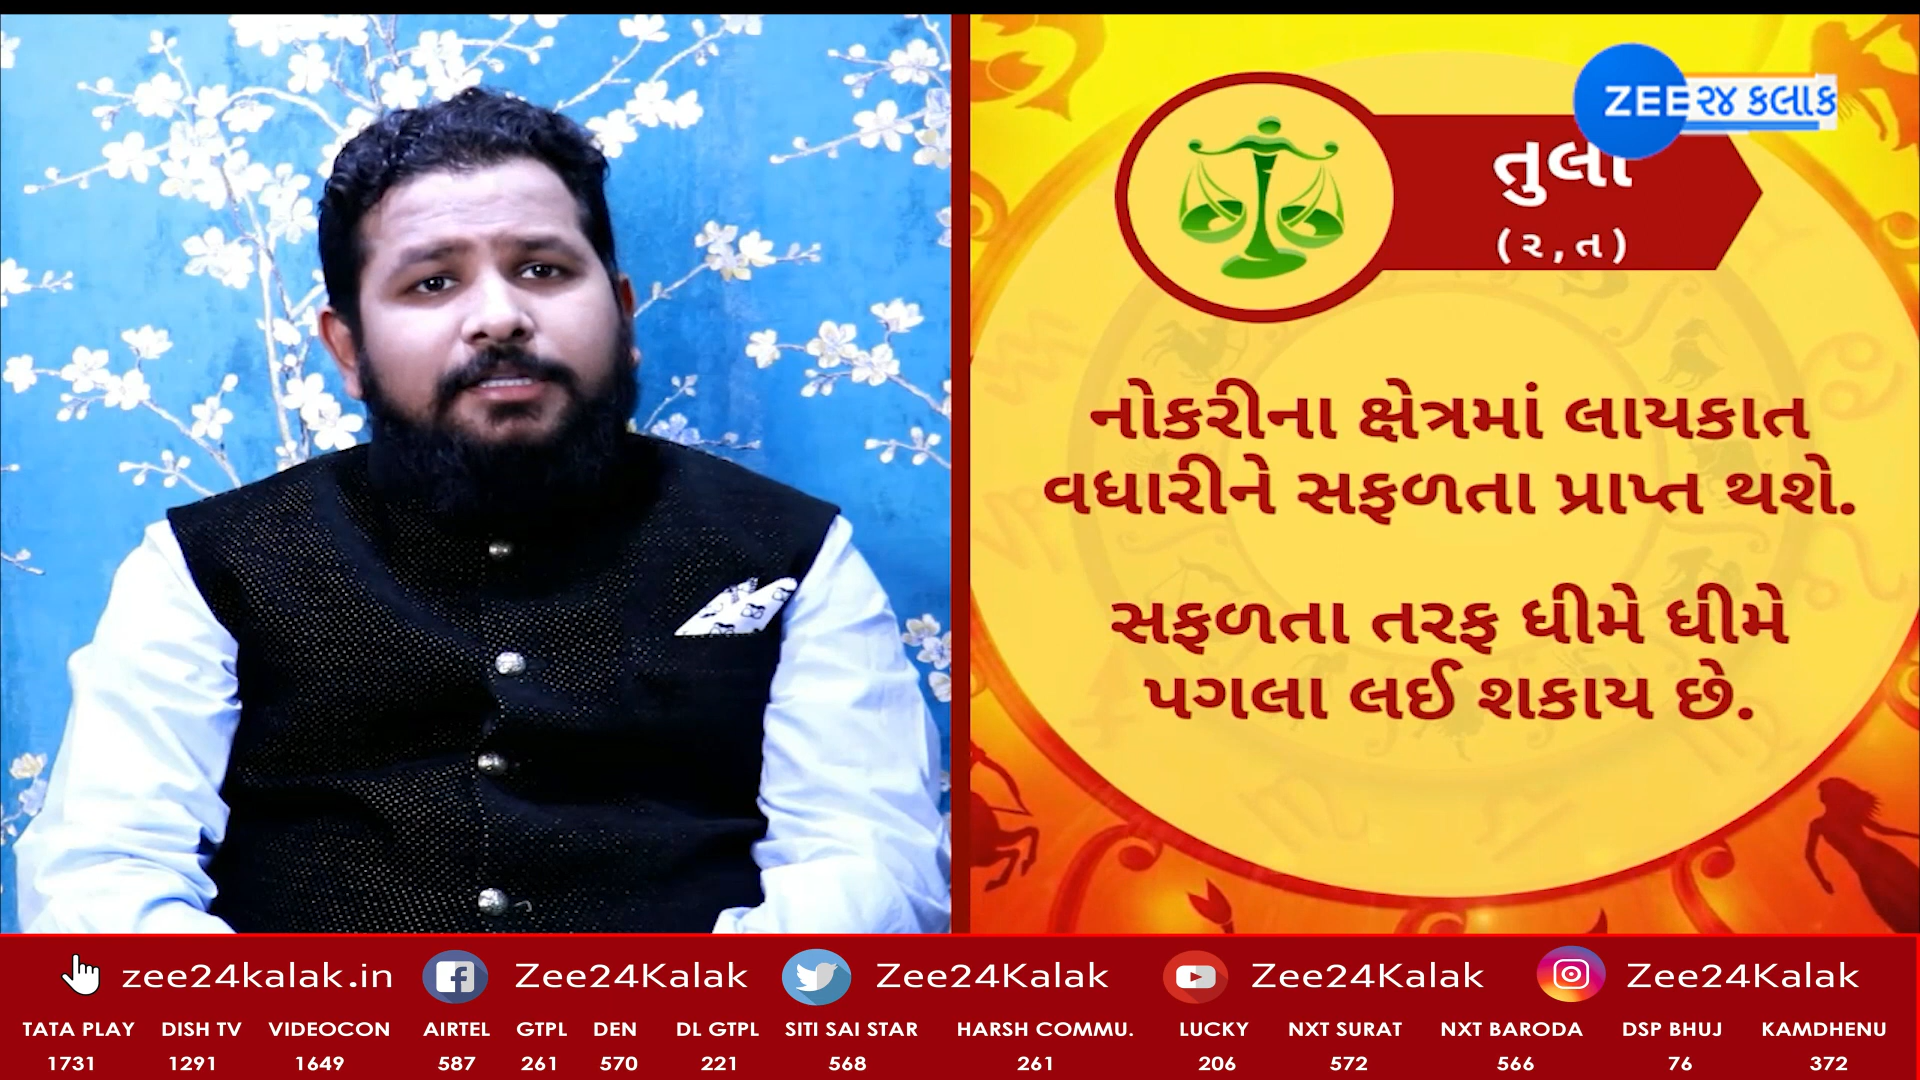 ZEE ૨૪ કલાક
તુલા
(ર,ત)
નોકરીના ક્ષેત્રમાં લાયકાત
વધારીને સફળતા પ્રાપ્ત થશે.
સફળતા તરફ ધીમે ધીમે
પગલા લઈ શકાય છે.
zee24kalak.in Zee24Kalak Zee24Kalak Zee24Kalak Zee24Kalak
TATA PLAY DISH TV VIDEOCON AIRTEL GTPL DEN DL GTPL SITI SAI STAR HARSH COMMU. LUCKY NXT SURAT NXT BARODA DSP BHUJ KAMDHENU
1731 1291 1649 587 261 570 221 568 261 206 572 566 76 372